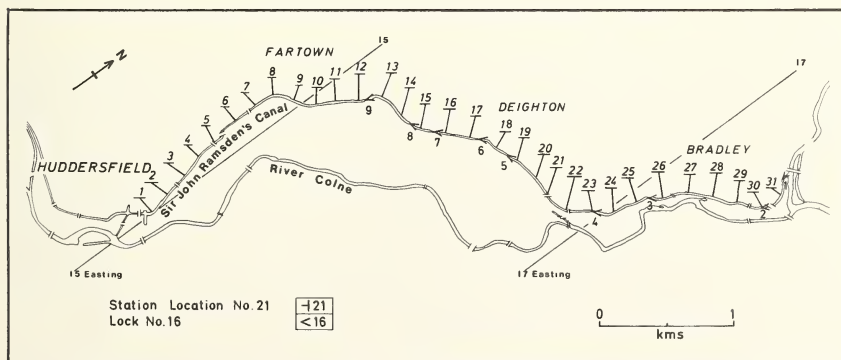 N
FARTOWN
15
17
8 9 10 11 12 13
7 14
6 15 16 17 DEIGHTON
5 9 18 19
4 8 7 6 5 20
HUDDERSFIELD 3 21 BRADLEY
2 22 23 24 25 26 27 28 29 30 31
1 4 3 2
Sir John Ramsden's Canal
River Colne
15 Easting
17 Easting
Station Location No.21 ⊣21
Lock No.16 <16
0 1
kms